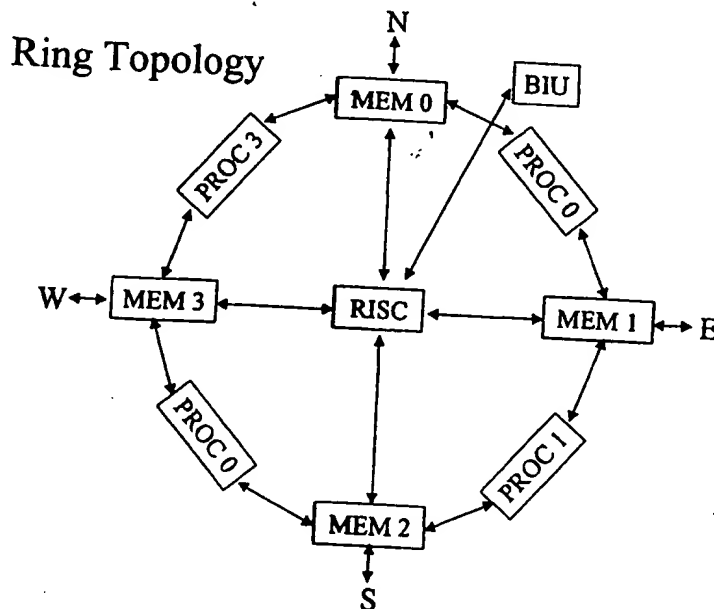 N
Ring Topology
BIU
MEM 0
PROC 3
PROC 0
W
MEM 3
RISC
MEM 1
E
PROC 0
PROC 1
MEM 2
S